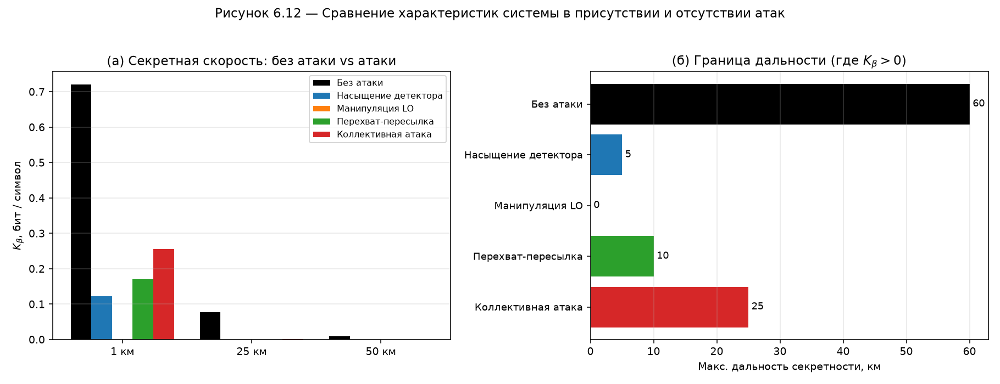 Рисунок 6.12 — Сравнение характеристик системы в присутствии и отсутствии атак
(а) Секретная скорость: без атаки vs атаки
Kβ, бит / символ
0.7
0.6
0.5
0.4
0.3
0.2
0.1
0.0
1 км
25 км
50 км
Без атаки
Насыщение детектора
Манипуляция LO
Перехват-пересылка
Коллективная атака
(б) Граница дальности (где Kβ > 0)
Без атаки
60
Насыщение детектора
5
Манипуляция LO
0
Перехват-пересылка
10
Коллективная атака
25
0
10
20
30
40
50
60
Макс. дальность секретности, км